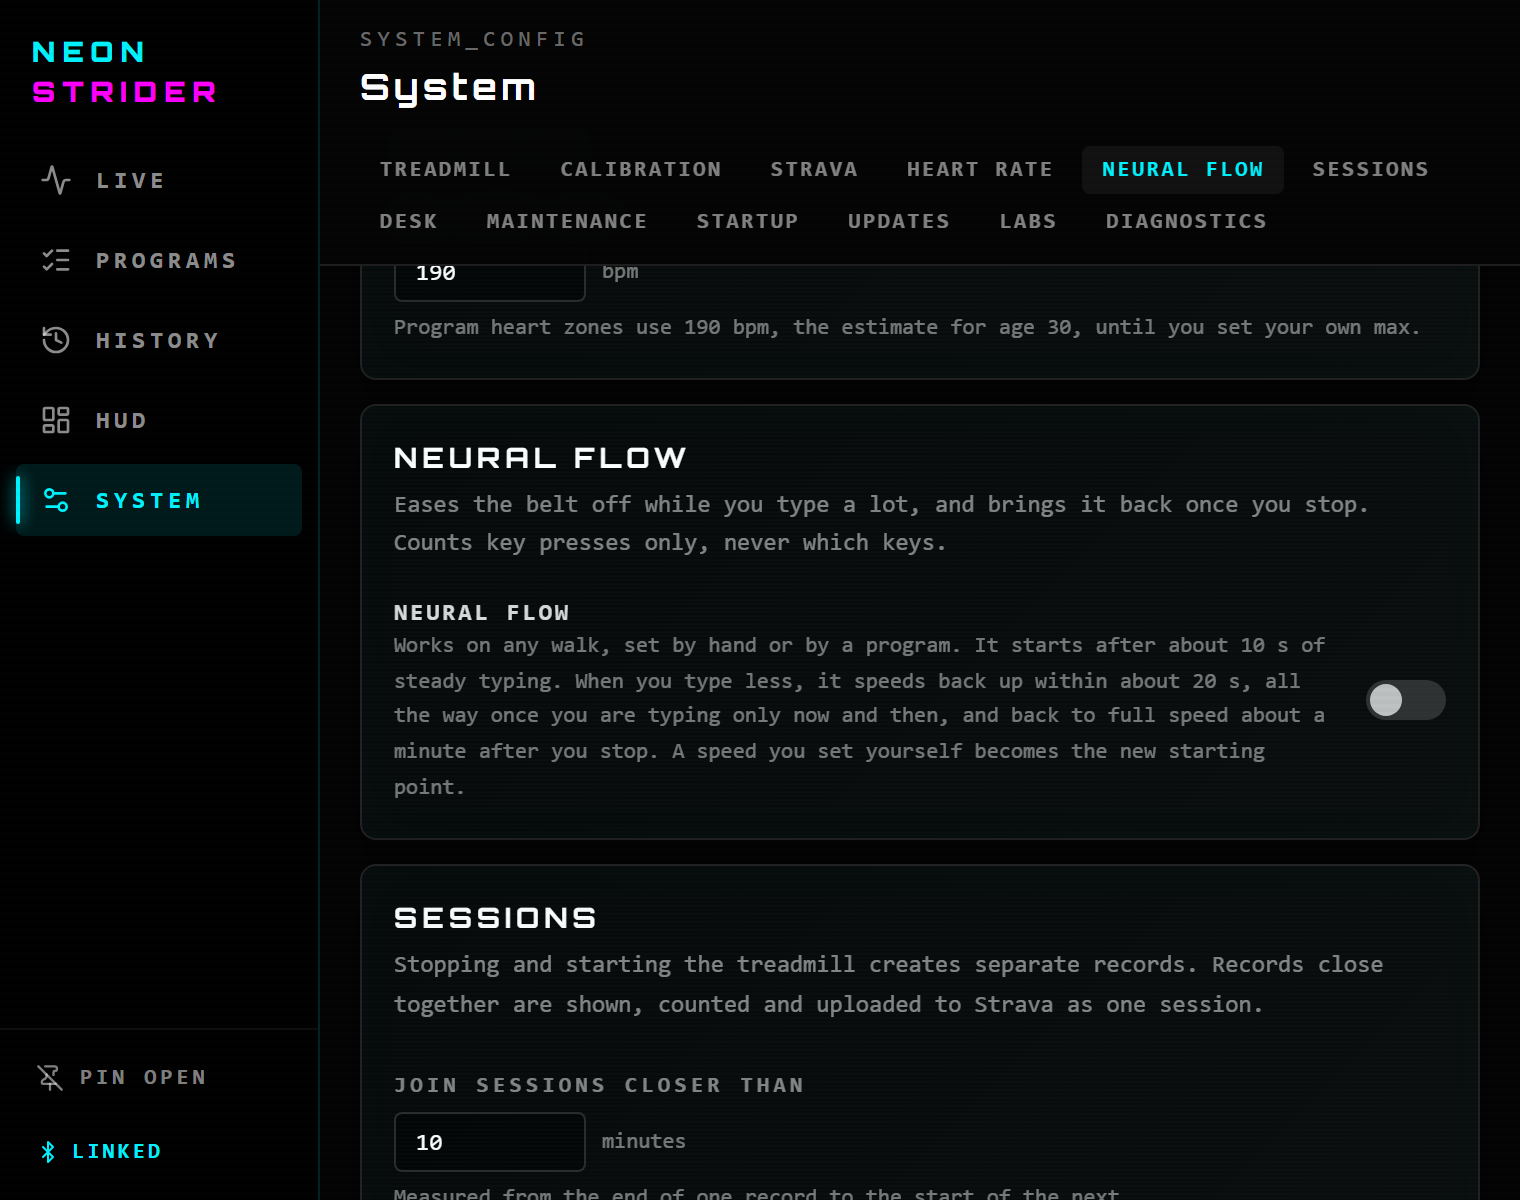 NEON
STRIDER
LIVE
PROGRAMS
HISTORY
HUD
SYSTEM
PIN OPEN
LINKED
SYSTEM_CONFIG
System
TREADMILL CALIBRATION STRAVA HEART RATE NEURAL FLOW SESSIONS
DESK MAINTENANCE STARTUP UPDATES LABS DIAGNOSTICS
190 bpm
Program heart zones use 190 bpm, the estimate for age 30, until you set your own max.
NEURAL FLOW
Eases the belt off while you type a lot, and brings it back once you stop.
Counts key presses only, never which keys.
NEURAL FLOW
Works on any walk, set by hand or by a program. It starts after about 10 s of
steady typing. When you type less, it speeds back up within about 20 s, all
the way once you are typing only now and then, and back to full speed about a
minute after you stop. A speed you set yourself becomes the new starting
point.
SESSIONS
Stopping and starting the treadmill creates separate records. Records close
together are shown, counted and uploaded to Strava as one session.
JOIN SESSIONS CLOSER THAN
10 minutes
Measured from the end of one record to the start of the next.